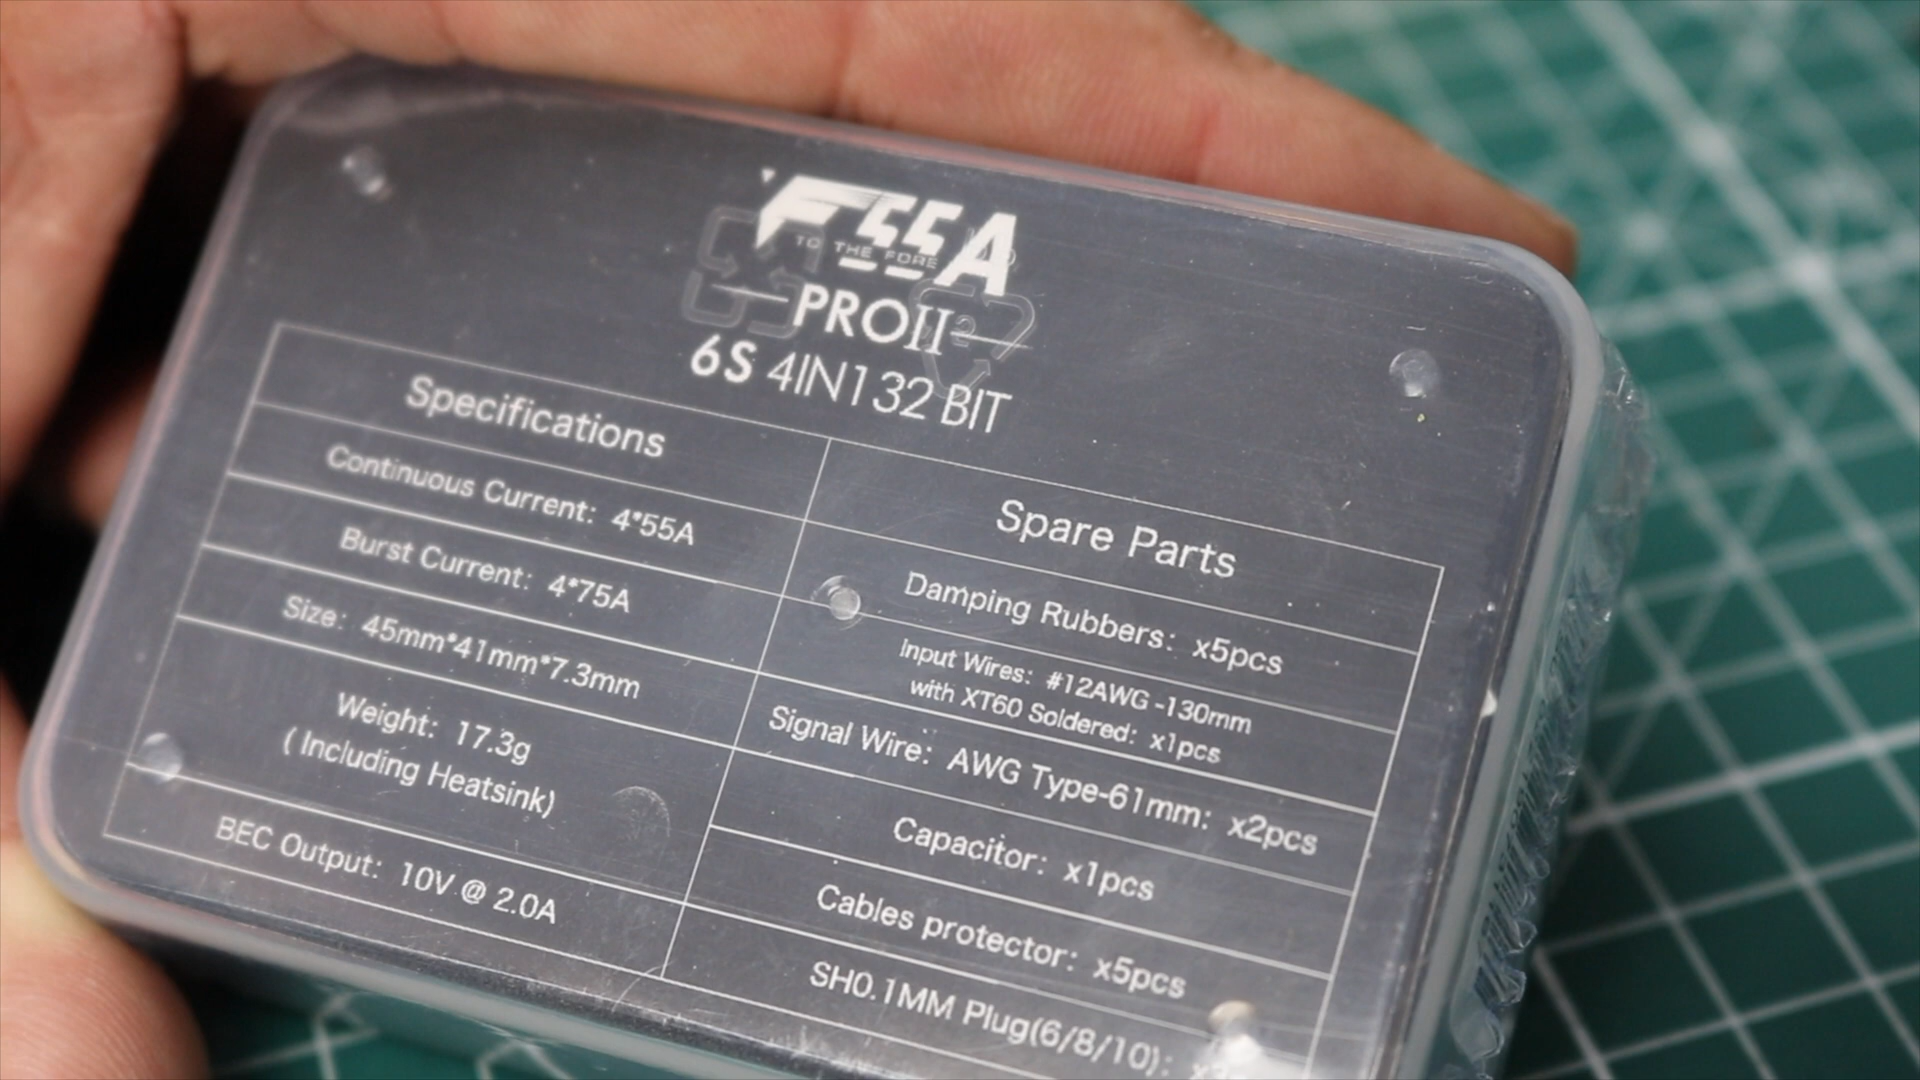 F55A
TO THE FORE
PROII
6S 4IN1 32 BIT
Specifications
Continuous Current: 4*55A
Burst Current: 4*75A
Size: 45mm*41mm*7.3mm
Weight: 17.3g
( Including Heatsink)
BEC Output: 10V @ 2.0A
Spare Parts
Damping Rubbers: x5pcs
Input Wires: #12AWG -130mm
with XT60 Soldered: x1pcs
Signal Wire: AWG Type-61mm: x2pcs
Capacitor: x1pcs
Cables protector: x5pcs
SH0.1MM Plug(6/8/10):